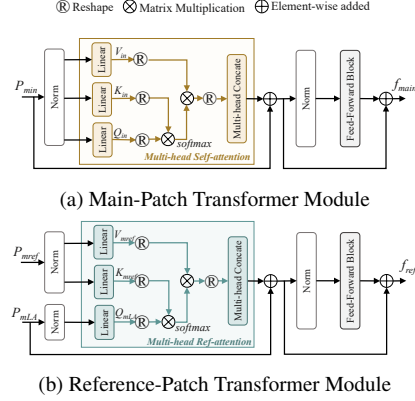 Ⓡ Reshape ⊗ Matrix Multiplication ⊕ Element-wise added
P_min
Norm
Linear
V_in
Ⓡ
Linear
K_in
Ⓡ
Linear
Q_in
Ⓡ
softmax
Ⓡ
Multi-head Concate
Multi-head Self-attention
Norm
Feed-Forward Block
f_main
(a) Main-Patch Transformer Module
P_mref
Norm
Linear
V_mref
Ⓡ
Linear
K_mref
Ⓡ
P_mLA
Norm
Linear
Q_mLA
Ⓡ
softmax
Ⓡ
Multi-head Concate
Multi-head Ref-attention
Norm
Feed-Forward Block
f_ref
(b) Reference-Patch Transformer Module